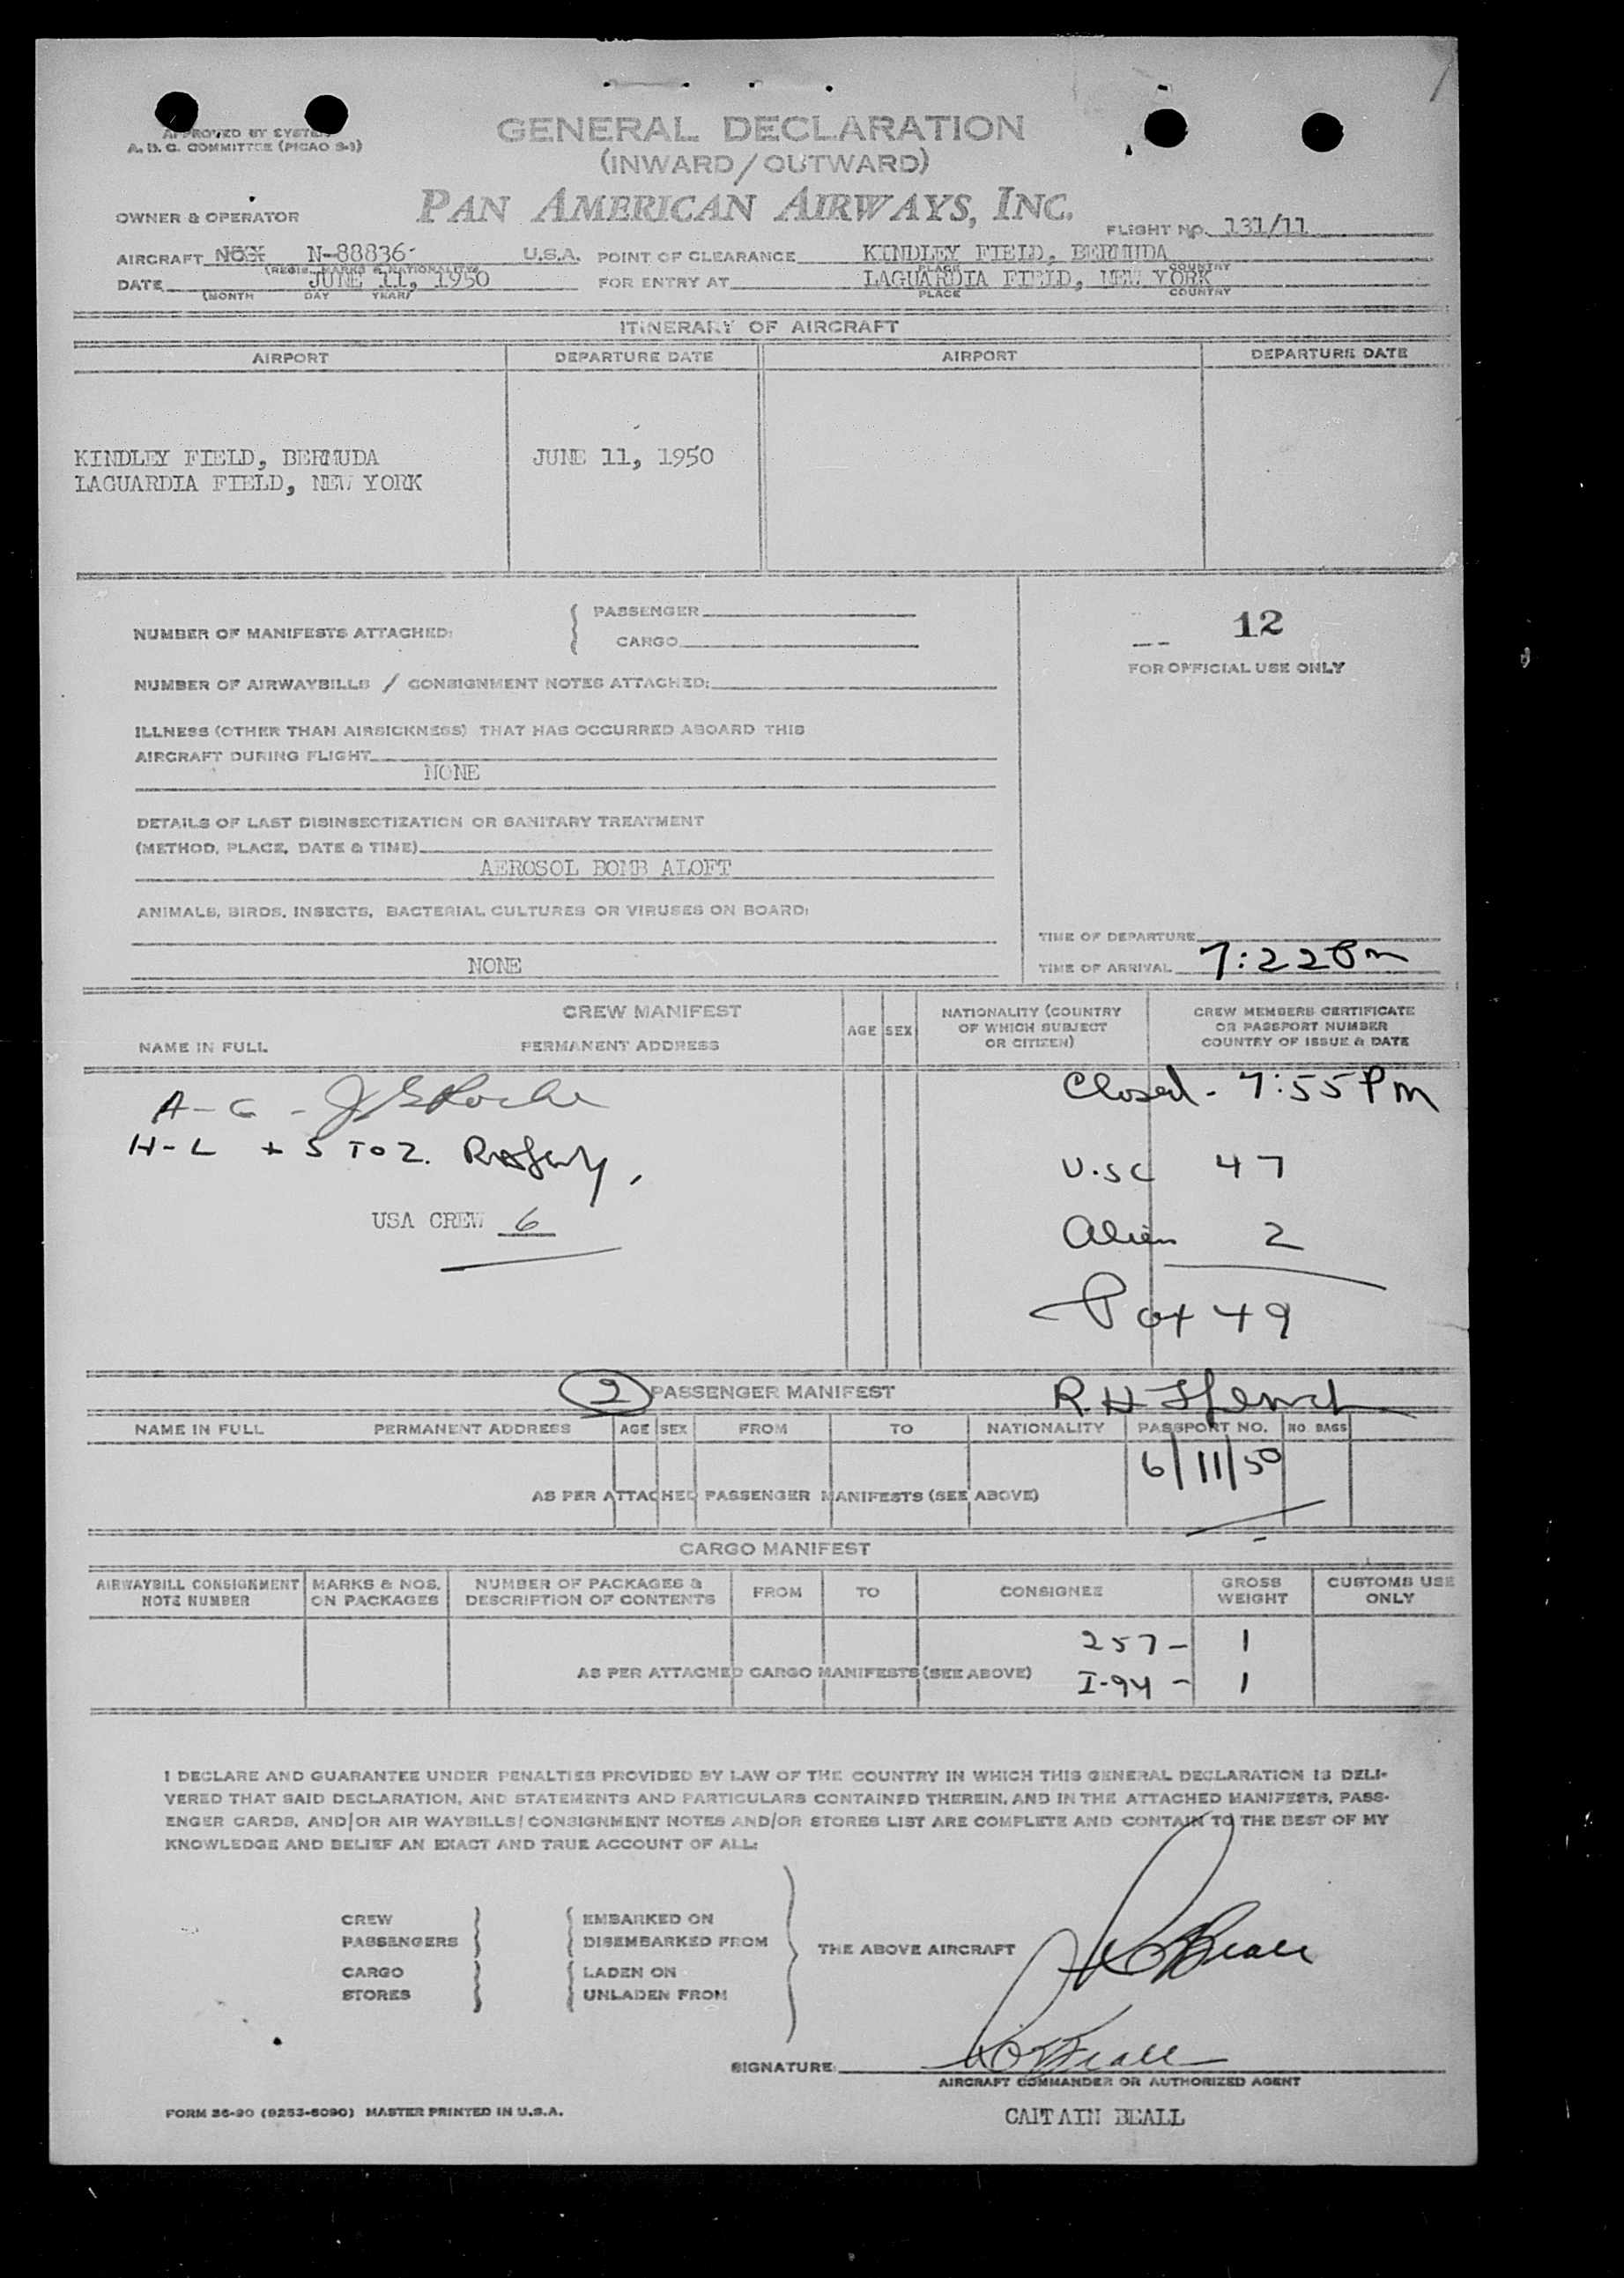 APPROVED BY SYSTEM
A. D. C. COMMITTEE (PICAO 9-1)
GENERAL DECLARATION
(INWARD/OUTWARD)
PAN AMERICAN AIRWAYS, INC.
OWNER & OPERATOR
FLIGHT NO. 131/11
AIRCRAFT N-88836 U.S.A. POINT OF CLEARANCE KINDLEY FIELD, BERMUDA
(REGIS. MARKS & NATIONALITY) PLACE COUNTRY
DATE JUNE 11, 1950 FOR ENTRY AT LAGUARDIA FIELD, NEW YORK
(MONTH DAY YEAR) PLACE COUNTRY
ITINERARY OF AIRCRAFT
AIRPORT DEPARTURE DATE AIRPORT DEPARTURE DATE
KINDLEY FIELD, BERMUDA JUNE 11, 1950
LAGUARDIA FIELD, NEW YORK
NUMBER OF MANIFESTS ATTACHED: { PASSENGER
CARGO
12
FOR OFFICIAL USE ONLY
NUMBER OF AIRWAYBILLS / CONSIGNMENT NOTES ATTACHED:
ILLNESS (OTHER THAN AIRSICKNESS) THAT HAS OCCURRED ABOARD THIS
AIRCRAFT DURING FLIGHT
NONE
DETAILS OF LAST DISINSECTIZATION OR SANITARY TREATMENT
(METHOD, PLACE, DATE & TIME)
AEROSOL BOMB ALOFT
ANIMALS, BIRDS, INSECTS, BACTERIAL CULTURES OR VIRUSES ON BOARD:
NONE
TIME OF DEPARTURE
TIME OF ARRIVAL 7:22 Pm
CREW MANIFEST
NAME IN FULL PERMANENT ADDRESS AGE SEX
NATIONALITY (COUNTRY
OF WHICH SUBJECT
OR CITIZEN)
CREW MEMBERS CERTIFICATE
OR PASSPORT NUMBER
COUNTRY OF ISSUE & DATE
A-G - Roche
Closed - 7:55 PM
H-L + S TO Z.
U.SC 47
USA CREW 6
Alien 2
Pax 49
2 PASSENGER MANIFEST R.H.
NAME IN FULL PERMANENT ADDRESS AGE SEX FROM TO NATIONALITY PASSPORT NO. NO. BAGS
6/11/50
AS PER ATTACHED PASSENGER MANIFESTS (SEE ABOVE)
CARGO MANIFEST
AIRWAYBILL CONSIGNMENT
NOTE NUMBER
MARKS & NOS.
ON PACKAGES
NUMBER OF PACKAGES &
DESCRIPTION OF CONTENTS
FROM TO CONSIGNEE
GROSS
WEIGHT
CUSTOMS USE
ONLY
257 - 1
AS PER ATTACHED CARGO MANIFESTS (SEE ABOVE)
I-94 - 1
I DECLARE AND GUARANTEE UNDER PENALTIES PROVIDED BY LAW OF THE COUNTRY IN WHICH THIS GENERAL DECLARATION IS DELI-
VERED THAT SAID DECLARATION, AND STATEMENTS AND PARTICULARS CONTAINED THEREIN, AND IN THE ATTACHED MANIFESTS, PASS-
ENGER CARDS, AND/OR AIR WAYBILLS/CONSIGNMENT NOTES AND/OR STORES LIST ARE COMPLETE AND CONTAIN TO THE BEST OF MY
KNOWLEDGE AND BELIEF AN EXACT AND TRUE ACCOUNT OF ALL:
CREW EMBARKED ON
PASSENGERS DISEMBARKED FROM
THE ABOVE AIRCRAFT Beall
CARGO LADEN ON
STORES UNLADEN FROM
SIGNATURE: Beall
AIRCRAFT COMMANDER OR AUTHORIZED AGENT
FORM 36-90 (9253-6090) MASTER PRINTED IN U.S.A.
CAPTAIN BEALL